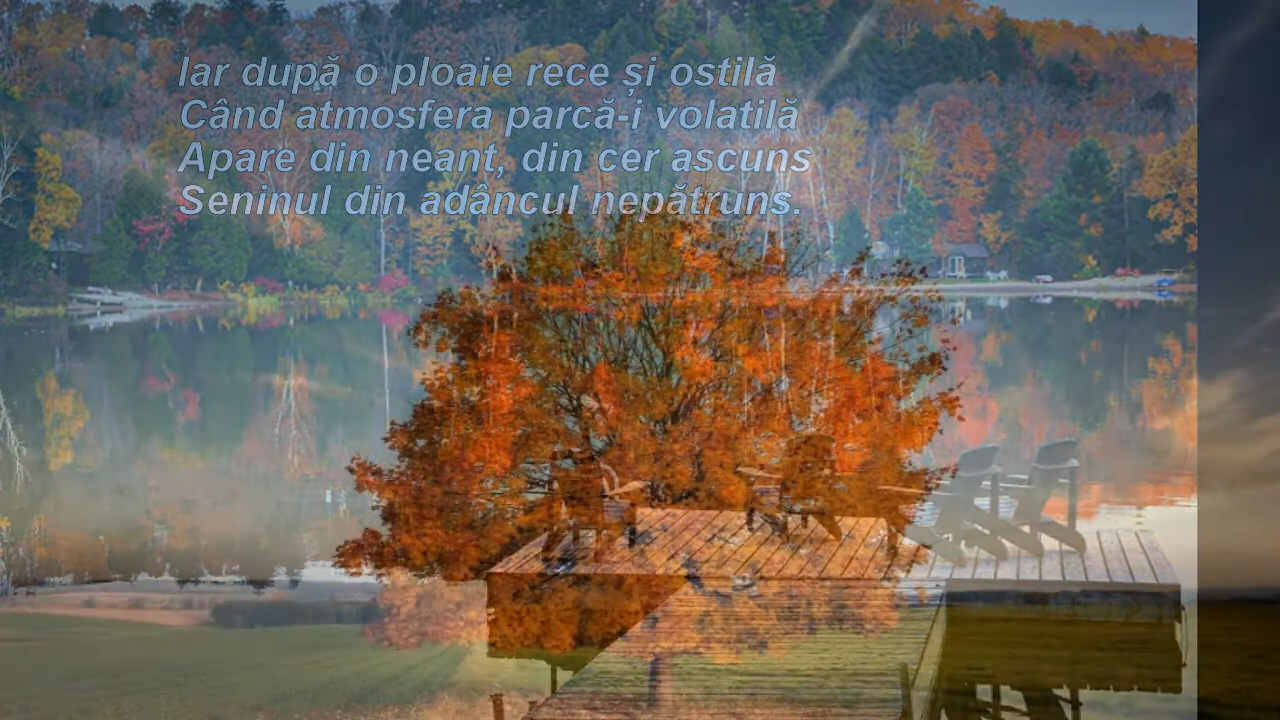 Iar după o ploaie rece și ostilă
Când atmosfera parcă-i volatilă
Apare din neant, din cer ascuns
Seninul din adâncul nepătruns.